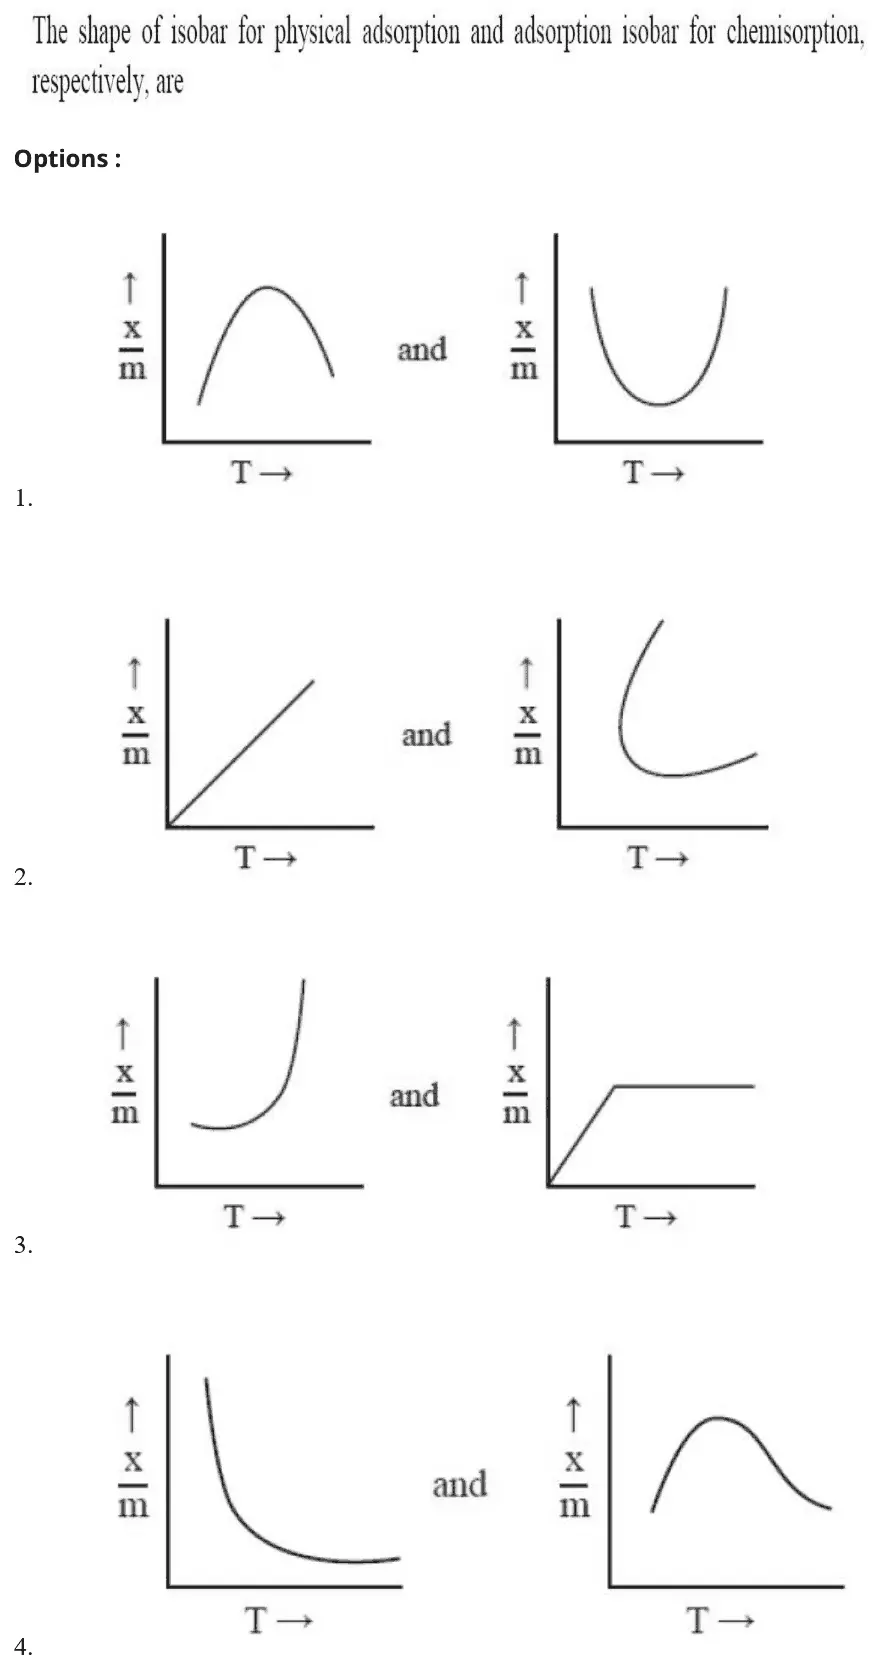 The shape of isobar for physical adsorption and adsorption isobar for chemisorption,
respectively, are
Options :
↑ x/m
T →
and
↑ x/m
T →
1.
↑ x/m
T →
and
↑ x/m
T →
2.
↑ x/m
T →
and
↑ x/m
T →
3.
↑ x/m
T →
and
↑ x/m
T →
4.